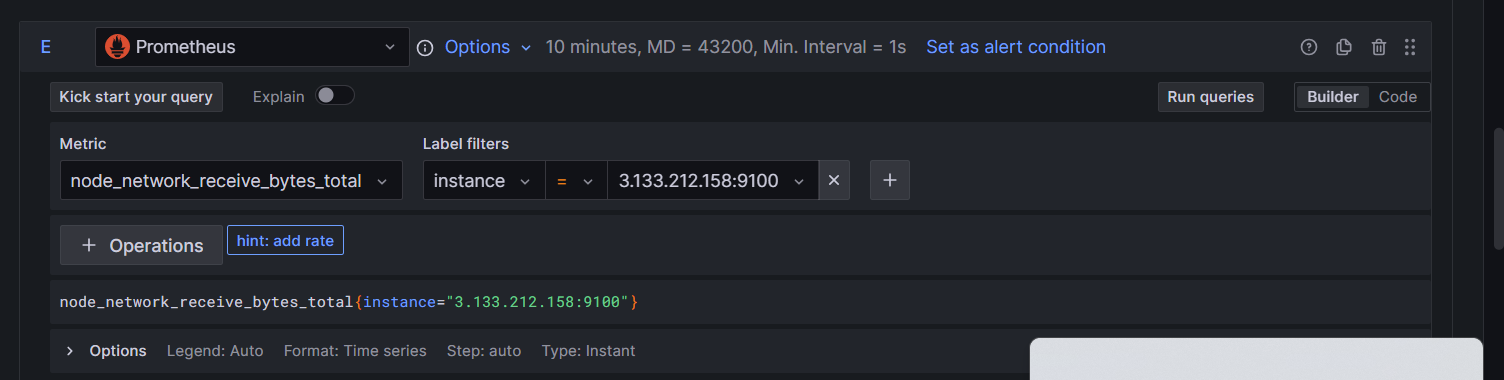 E Prometheus Options 10 minutes, MD = 43200, Min. Interval = 1s Set as alert condition
Kick start your query Explain Run queries Builder Code
Metric Label filters
node_network_receive_bytes_total instance = 3.133.212.158:9100
+ Operations hint: add rate
node_network_receive_bytes_total{instance="3.133.212.158:9100"}
Options Legend: Auto Format: Time series Step: auto Type: Instant